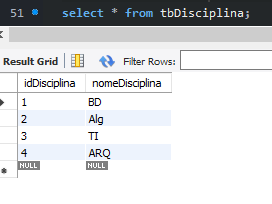 51 select * from tbDisciplina;
Result Grid Filter Rows:
idDisciplina nomeDisciplina
1 BD
2 Alg
3 TI
4 ARQ
NULL NULL